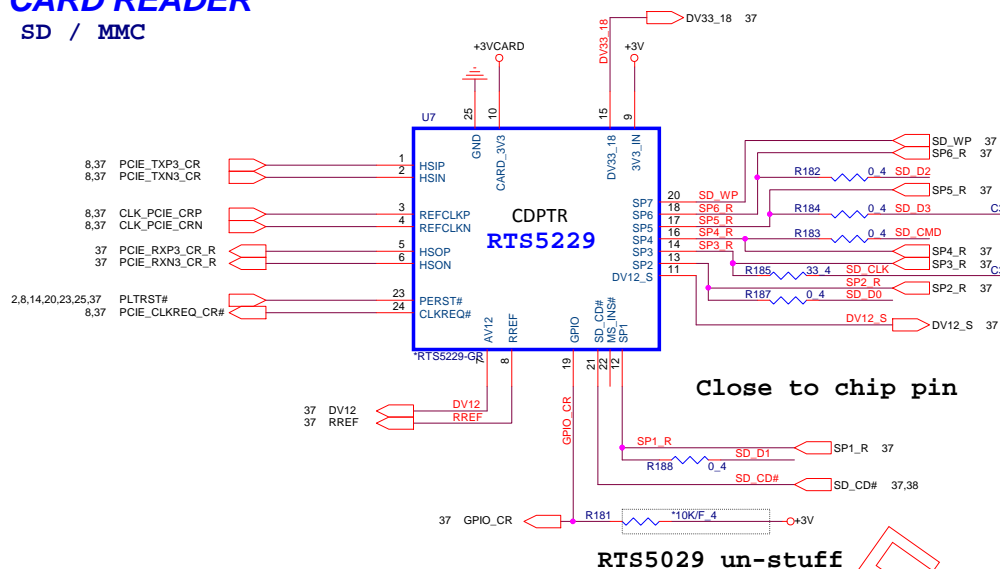 CARD READER
SD / MMC
DV33_18 37
DV33_18
+3VCARD
+3V
U7
25
10
15
9
GND
CARD_3V3
DV33_18
3V3_IN
8,37 PCIE_TXP3_CR
1 HSIP
8,37 PCIE_TXN3_CR
2 HSIN
8,37 CLK_PCIE_CRP
3 REFCLKP
8,37 CLK_PCIE_CRN
4 REFCLKN
37 PCIE_RXP3_CR_R
5 HSOP
37 PCIE_RXN3_CR_R
6 HSON
2,8,14,20,23,25,37 PLTRST#
23 PERST#
8,37 PCIE_CLKREQ_CR#
24 CLKREQ#
CDPTR
RTS5229
*RTS5229-GR
SP7 20 SD_WP
SP6 18 SP6_R
SP5 17 SP5_R
SP4 16 SP4_R
SP3 14 SP3_R
SP2 13
DV12_S 11
SD_WP 37
SP6_R 37
R182 0_4 SD_D2
SP5_R 37
R184 0_4 SD_D3
R183 0_4 SD_CMD
SP4_R 37
SP3_R 37
R185 33_4 SD_CLK
SP2_R
SP2_R 37
R187 0_4 SD_D0
DV12_S
DV12_S 37
AV12
RREF
GPIO
SD_CD#
MS_INS#
SP1
7
8
19
21
22
12
Close to chip pin
37 DV12
DV12
37 RREF
RREF
GPIO_CR
SP1_R
SP1_R 37
R188 0_4 SD_D1
SD_CD#
SD_CD# 37,38
37 GPIO_CR
R181 *10K/F_4
+3V
RTS5029 un-stuff